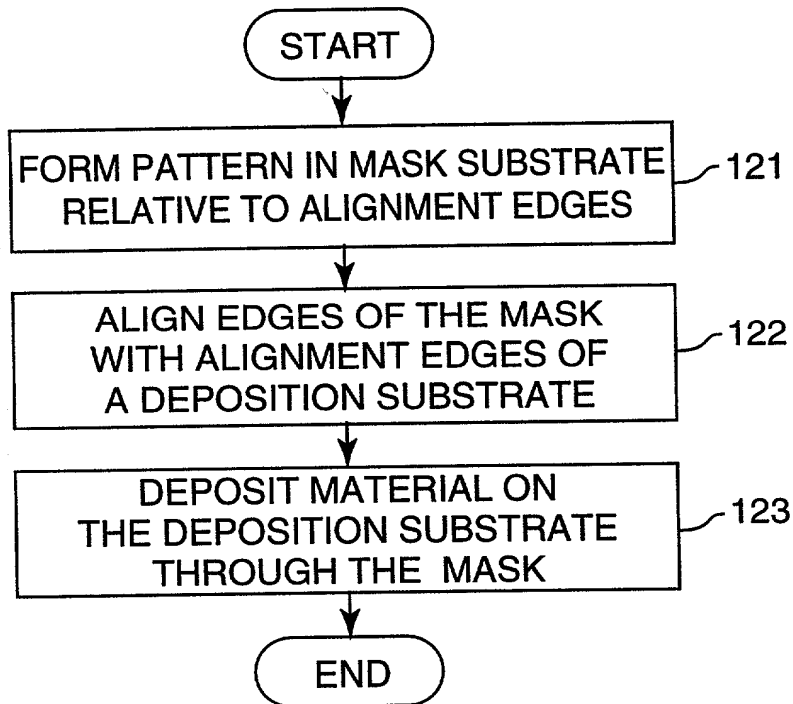 START
FORM PATTERN IN MASK SUBSTRATE
RELATIVE TO ALIGNMENT EDGES
121
ALIGN EDGES OF THE MASK
WITH ALIGNMENT EDGES OF
A DEPOSITION SUBSTRATE
122
DEPOSIT MATERIAL ON
THE DEPOSITION SUBSTRATE
THROUGH THE MASK
123
END